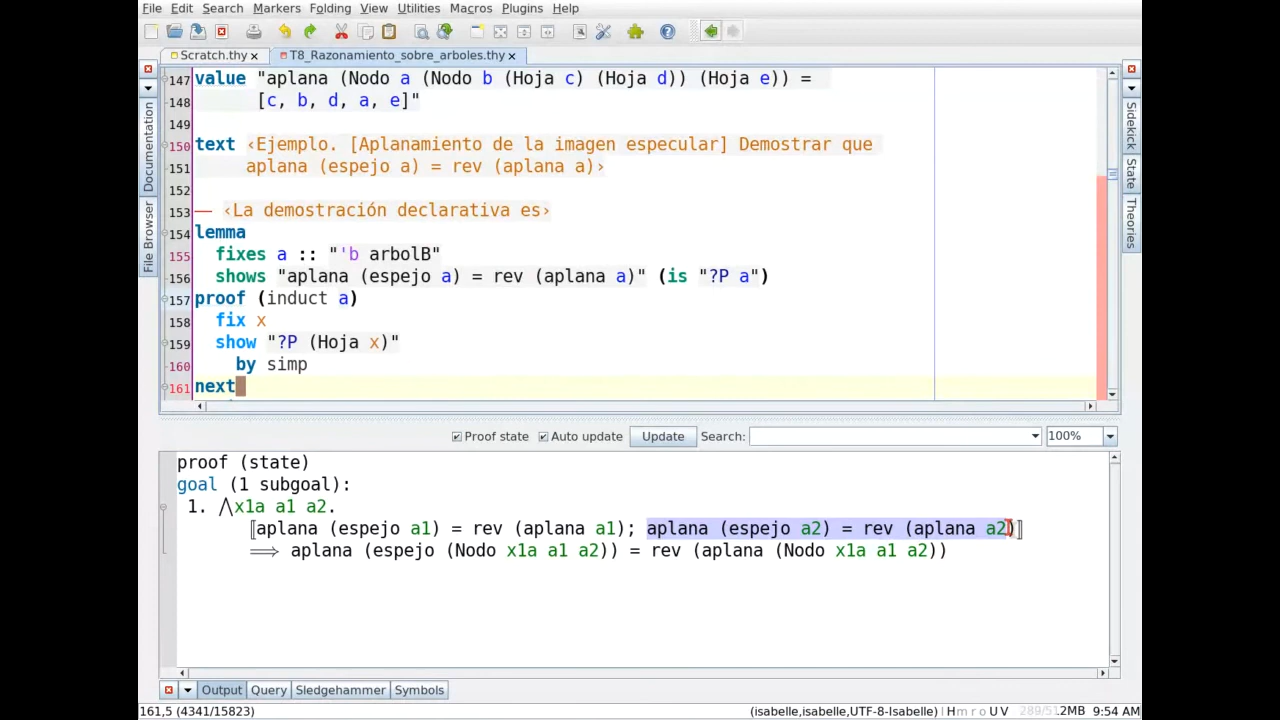 File Edit Search Markers Folding View Utilities Macros Plugins Help
Scratch.thy T8_Razonamiento_sobre_arboles.thy
147 value "aplana (Nodo a (Nodo b (Hoja c) (Hoja d)) (Hoja e)) =
148 [c, b, d, a, e]"
149
150 text ‹Ejemplo. [Aplanamiento de la imagen especular] Demostrar que
151 aplana (espejo a) = rev (aplana a)›
152
153 — ‹La demostración declarativa es›
154 lemma
155 fixes a :: "'b arbolB"
156 shows "aplana (espejo a) = rev (aplana a)" (is "?P a")
157 proof (induct a)
158 fix x
159 show "?P (Hoja x)"
160 by simp
161 next
Documentation
File Browser
Sidekick
State
Theories
Proof state Auto update Update Search: 100%
proof (state)
goal (1 subgoal):
1. ⋀x1a a1 a2.
⟦aplana (espejo a1) = rev (aplana a1); aplana (espejo a2) = rev (aplana a2)⟧
⟹ aplana (espejo (Nodo x1a a1 a2)) = rev (aplana (Nodo x1a a1 a2))
Output Query Sledgehammer Symbols
161,5 (4341/15823) (isabelle,isabelle,UTF-8-Isabelle) | H m r o U V 289/512MB 9:54 AM